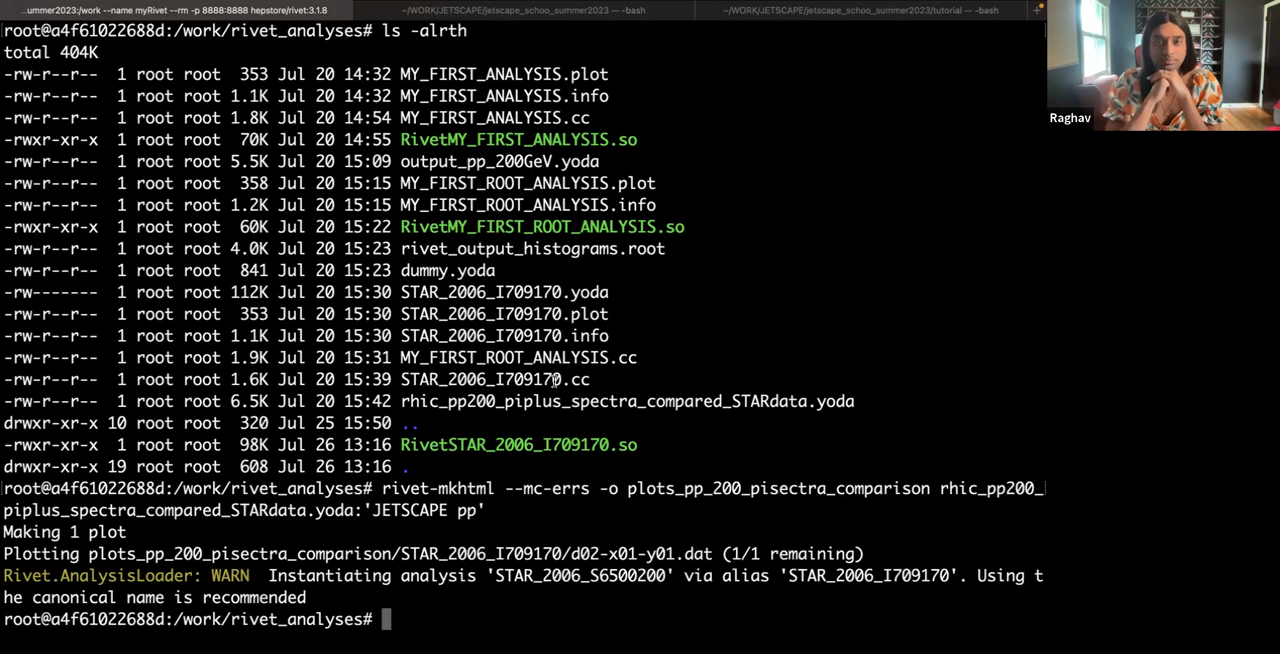 ...ummer2023:/work --name myRivet --rm -p 8888:8888 hepstore/rivet:3.1.8
~/WORK/JETSCAPE/jetscape_schoo_summer2023 — -bash
~/WORK/JETSCAPE/jetscape_schoo_summer2023/tutorial — -bash
+
root@a4f61022688d:/work/rivet_analyses# ls -alrth
total 404K
-rw-r--r-- 1 root root 353 Jul 20 14:32 MY_FIRST_ANALYSIS.plot
-rw-r--r-- 1 root root 1.1K Jul 20 14:32 MY_FIRST_ANALYSIS.info
-rw-r--r-- 1 root root 1.8K Jul 20 14:54 MY_FIRST_ANALYSIS.cc
-rwxr-xr-x 1 root root 70K Jul 20 14:55 RivetMY_FIRST_ANALYSIS.so
-rw-r--r-- 1 root root 5.5K Jul 20 15:09 output_pp_200GeV.yoda
-rw-r--r-- 1 root root 358 Jul 20 15:15 MY_FIRST_ROOT_ANALYSIS.plot
-rw-r--r-- 1 root root 1.2K Jul 20 15:15 MY_FIRST_ROOT_ANALYSIS.info
-rwxr-xr-x 1 root root 60K Jul 20 15:22 RivetMY_FIRST_ROOT_ANALYSIS.so
-rw-r--r-- 1 root root 4.0K Jul 20 15:23 rivet_output_histograms.root
-rw-r--r-- 1 root root 841 Jul 20 15:23 dummy.yoda
-rw------- 1 root root 112K Jul 20 15:30 STAR_2006_I709170.yoda
-rw-r--r-- 1 root root 353 Jul 20 15:30 STAR_2006_I709170.plot
-rw-r--r-- 1 root root 1.1K Jul 20 15:30 STAR_2006_I709170.info
-rw-r--r-- 1 root root 1.9K Jul 20 15:31 MY_FIRST_ROOT_ANALYSIS.cc
-rw-r--r-- 1 root root 1.6K Jul 20 15:39 STAR_2006_I709170.cc
-rw-r--r-- 1 root root 6.5K Jul 20 15:42 rhic_pp200_piplus_spectra_compared_STARdata.yoda
drwxr-xr-x 10 root root 320 Jul 25 15:50 ..
-rwxr-xr-x 1 root root 98K Jul 26 13:16 RivetSTAR_2006_I709170.so
drwxr-xr-x 19 root root 608 Jul 26 13:16 .
root@a4f61022688d:/work/rivet_analyses# rivet-mkhtml --mc-errs -o plots_pp_200_pisectra_comparison rhic_pp200_
piplus_spectra_compared_STARdata.yoda:'JETSCAPE pp'
Making 1 plot
Plotting plots_pp_200_pisectra_comparison/STAR_2006_I709170/d02-x01-y01.dat (1/1 remaining)
Rivet.AnalysisLoader: WARN Instantiating analysis 'STAR_2006_S6500200' via alias 'STAR_2006_I709170'. Using t
he canonical name is recommended
root@a4f61022688d:/work/rivet_analyses#
Raghav